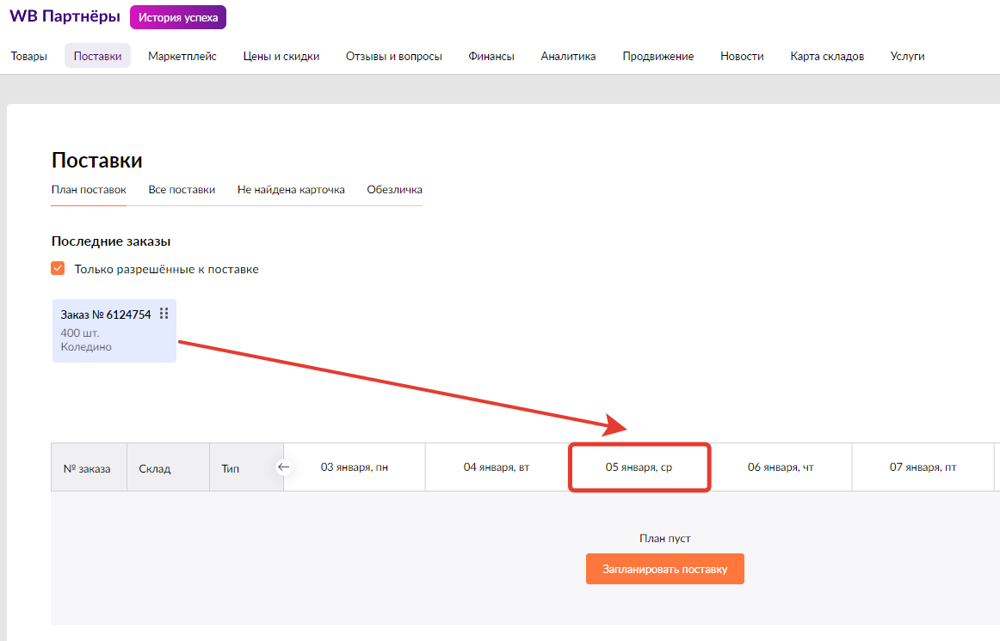 WB Партнёры История успеха
Товары Поставки Маркетплейс Цены и скидки Отзывы и вопросы Финансы Аналитика Продвижение Новости Карта складов Услуги
Поставки
План поставок Все поставки Не найдена карточка Обезличка
Последние заказы
Только разрешённые к поставке
Заказ № 6124754
400 шт.
Коледино
№ заказа Склад Тип 03 января, пн 04 января, вт 05 января, ср 06 января, чт 07 января, пт
План пуст
Запланировать поставку